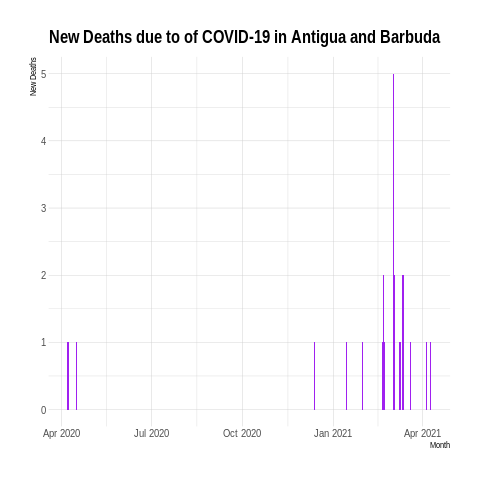 New Deaths due to of COVID-19 in Antigua and Barbuda
New Deaths
5
4
3
2
1
0
Apr 2020 Jul 2020 Oct 2020 Jan 2021 Apr 2021
Month